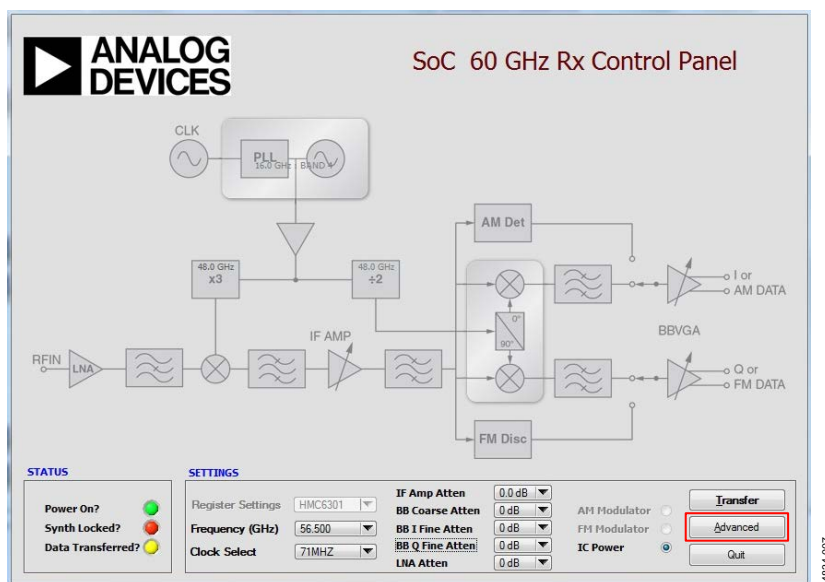 ANALOG
DEVICES
SoC 60 GHz Rx Control Panel
CLK
PLL
16.0 GHz
BAND 4
AM Det
48.0 GHz
x3
48.0 GHz
÷2
I or
AM DATA
0°
90°
BBVGA
IF AMP
RFIN
LNA
Q or
FM DATA
FM Disc
STATUS
Power On?
Synth Locked?
Data Transferred?
SETTINGS
Register Settings HMC6301
Frequency (GHz) 56.500
Clock Select 71MHZ
IF Amp Atten 0.0 dB
BB Coarse Atten 0 dB
BB I Fine Atten 0 dB
BB Q Fine Atten 0 dB
LNA Atten 0 dB
AM Modulator
FM Modulator
IC Power
Transfer
Advanced
Quit